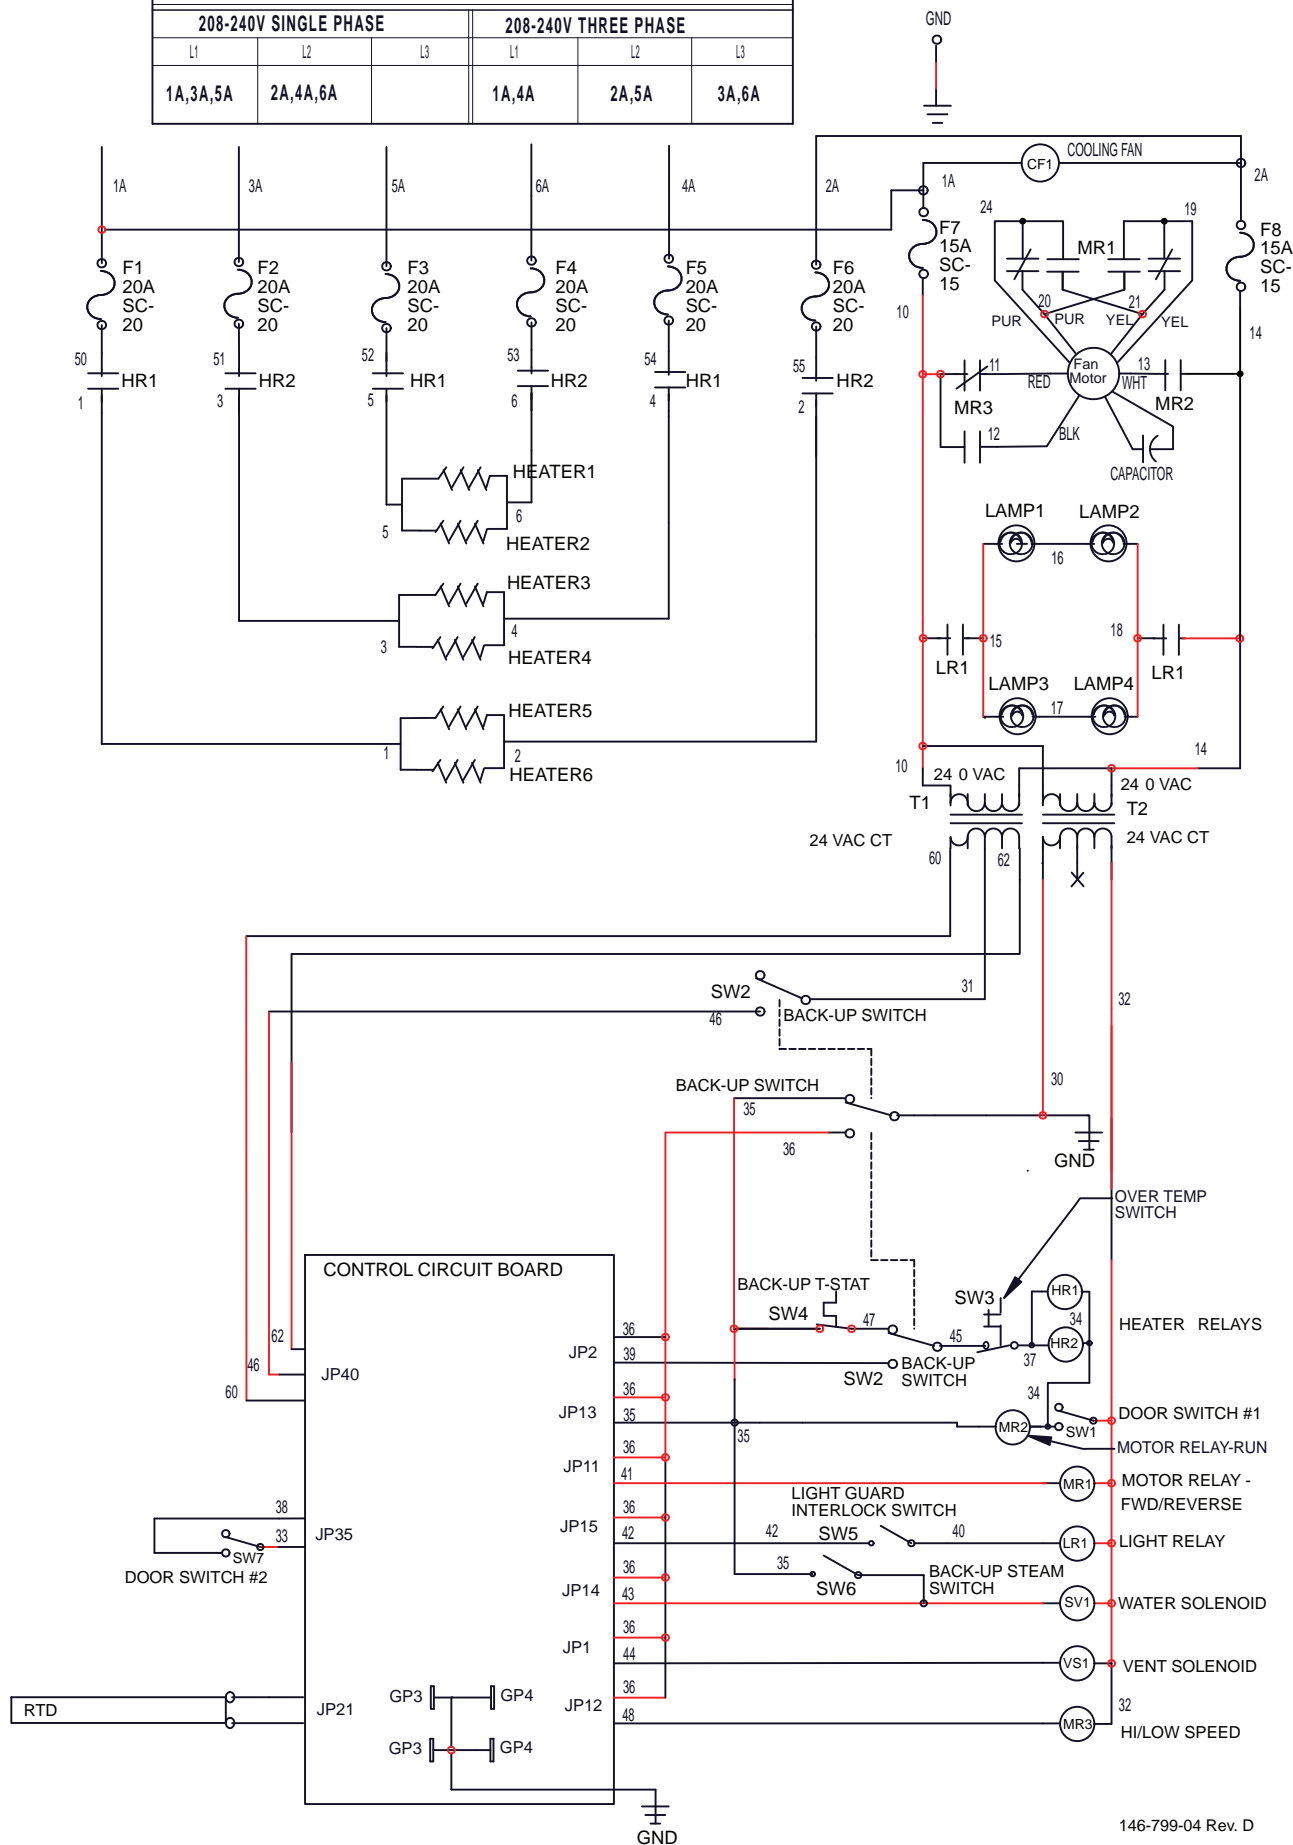 208-240V SINGLE PHASE
208-240V THREE PHASE
L1
L2
L3
L1
L2
L3
1A,3A,5A
2A,4A,6A
1A,4A
2A,5A
3A,6A
GND
COOLING FAN
CF1
1A
3A
5A
6A
4A
2A
1A
2A
F1
20A
SC-
20
F2
20A
SC-
20
F3
20A
SC-
20
F4
20A
SC-
20
F5
20A
SC-
20
F6
20A
SC-
20
F7
15A
SC-
15
F8
15A
SC-
15
24
19
MR1
20
21
PUR
PUR
YEL
YEL
10
14
50
HR1
1
51
HR2
3
52
HR1
5
53
HR2
6
54
HR1
4
55
HR2
2
11
RED
Fan
Motor
13
WHT
MR3
MR2
12
BLK
CAPACITOR
HEATER1
5
6
HEATER2
HEATER3
3
4
HEATER4
HEATER5
1
2
HEATER6
LAMP1
LAMP2
16
15
18
LR1
LR1
LAMP3
LAMP4
17
10
14
24 0 VAC
24 0 VAC
T1
T2
24 VAC CT
24 VAC CT
60
62
SW2
31
32
46
BACK-UP SWITCH
BACK-UP SWITCH
35
30
36
GND
OVER TEMP
SWITCH
CONTROL CIRCUIT BOARD
BACK-UP T-STAT
SW4
47
SW3
HR1
34
HEATER RELAYS
HR2
45
37
62
46
60
JP40
36
JP2
39
SW2
BACK-UP
SWITCH
34
36
JP13
35
35
MR2
SW1
DOOR SWITCH #1
MOTOR RELAY-RUN
36
JP11
41
MR1
MOTOR RELAY -
FWD/REVERSE
LIGHT GUARD
INTERLOCK SWITCH
38
33
JP35
SW7
DOOR SWITCH #2
36
JP15
42
42
SW5
40
LR1
LIGHT RELAY
36
JP14
43
35
SW6
BACK-UP STEAM
SWITCH
SV1
WATER SOLENOID
36
JP1
44
VS1
VENT SOLENOID
RTD
JP21
GP3
GP4
GP3
GP4
36
JP12
48
MR3
32
HI/LOW SPEED
GND
146-799-04 Rev. D